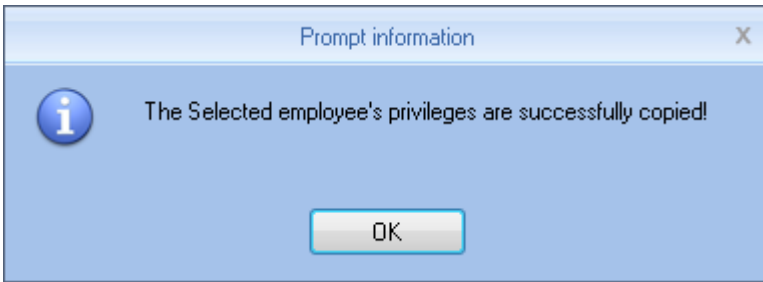 Prompt information
X
The Selected employee's privileges are successfully copied!
OK